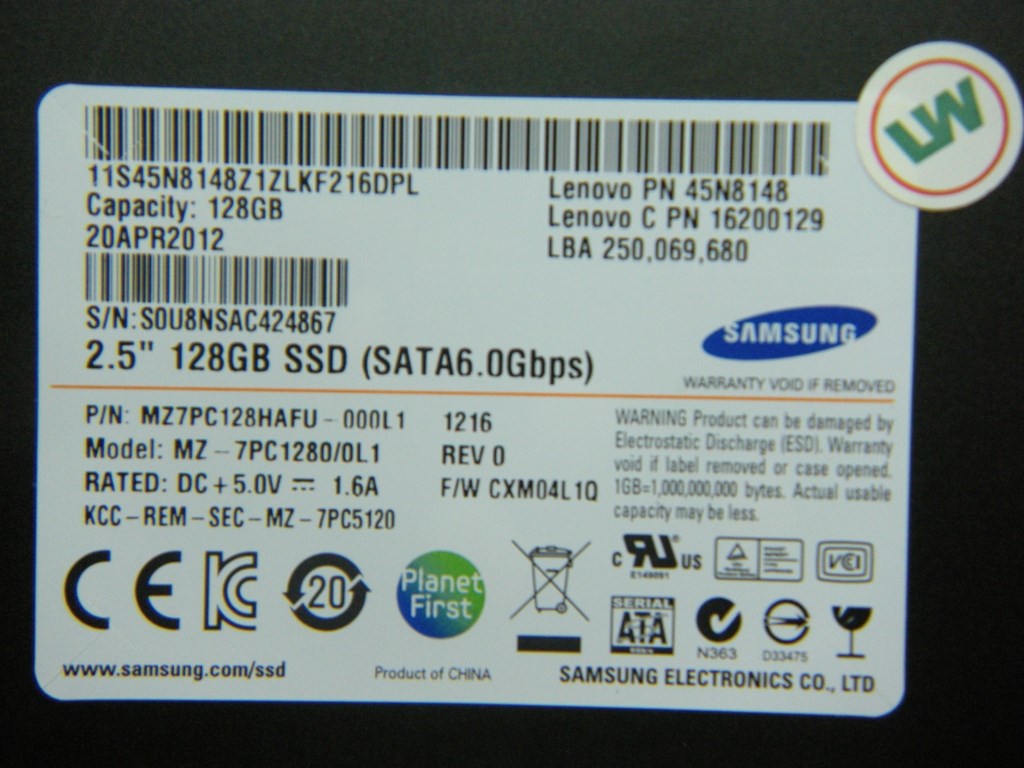 LW
11S45N8148Z1ZLKF216DPL
Capacity: 128GB
20APR2012
Lenovo PN 45N8148
Lenovo C PN 16200129
LBA 250,069,680
S/N:S0U8NSAC424867
2.5" 128GB SSD (SATA6.0Gbps)
SAMSUNG
WARRANTY VOID IF REMOVED
P/N: MZ7PC128HAFU-000L1 1216
Model: MZ-7PC1280/0L1 REV 0
RATED: DC+5.0V ⎓ 1.6A F/W CXM04L1Q
KCC-REM-SEC-MZ-7PC5120
WARNING Product can be damaged by
Electrostatic Discharge (ESD). Warranty
void if label removed or case opened.
1GB=1,000,000,000 bytes. Actual usable
capacity may be less.
CE
20
Planet
First
c RU US
E149091
VCI
SERIAL
ATA
N363
D33475
www.samsung.com/ssd
Product of CHINA
SAMSUNG ELECTRONICS CO., LTD